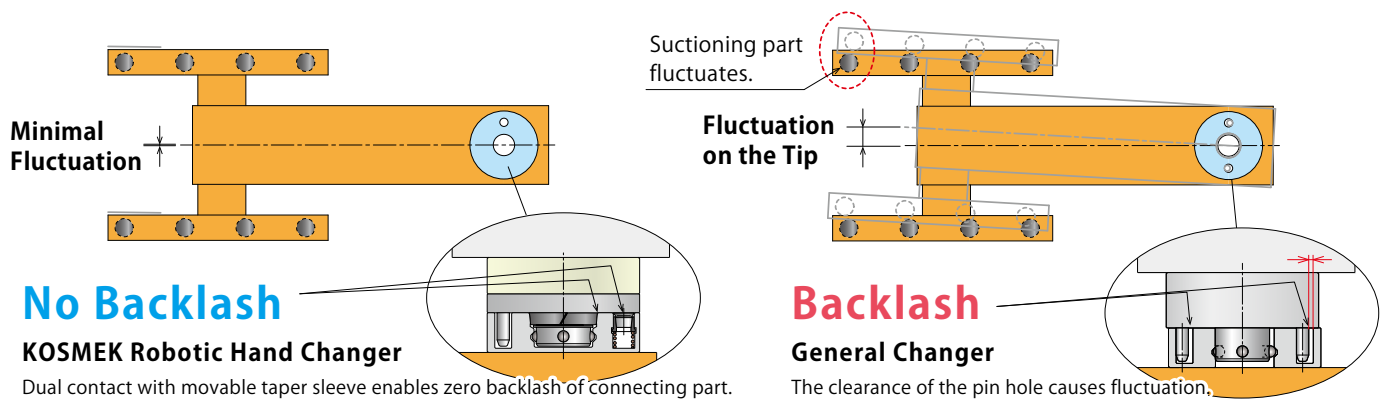 Minimal
Fluctuation
No Backlash
KOSMEK Robotic Hand Changer
Dual contact with movable taper sleeve enables zero backlash of connecting part.
Suctioning part
fluctuates.
Fluctuation
on the Tip
Backlash
General Changer
The clearance of the pin hole causes fluctuation.